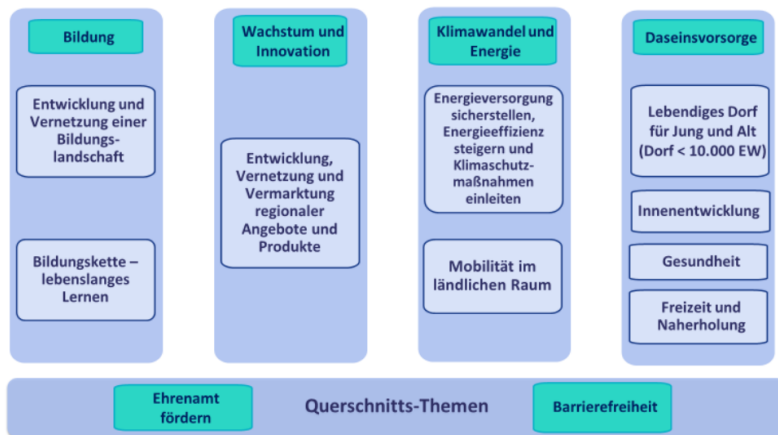 Bildung
Entwicklung und
Vernetzung einer
Bildungs-
landschaft
Bildungskette –
lebenslanges
Lernen
Wachstum und
Innovation
Entwicklung,
Vernetzung und
Vermarktung
regionaler
Angebote und
Produkte
Klimawandel und
Energie
Energieversorgung
sicherstellen,
Energieeffizienz
steigern und
Klimaschutz-
maßnahmen
einleiten
Mobilität im
ländlichen Raum
Daseinsvorsorge
Lebendiges Dorf
für Jung und Alt
(Dorf < 10.000 EW)
Innenentwicklung
Gesundheit
Freizeit und
Naherholung
Ehrenamt
fördern
Querschnitts-Themen
Barrierefreiheit